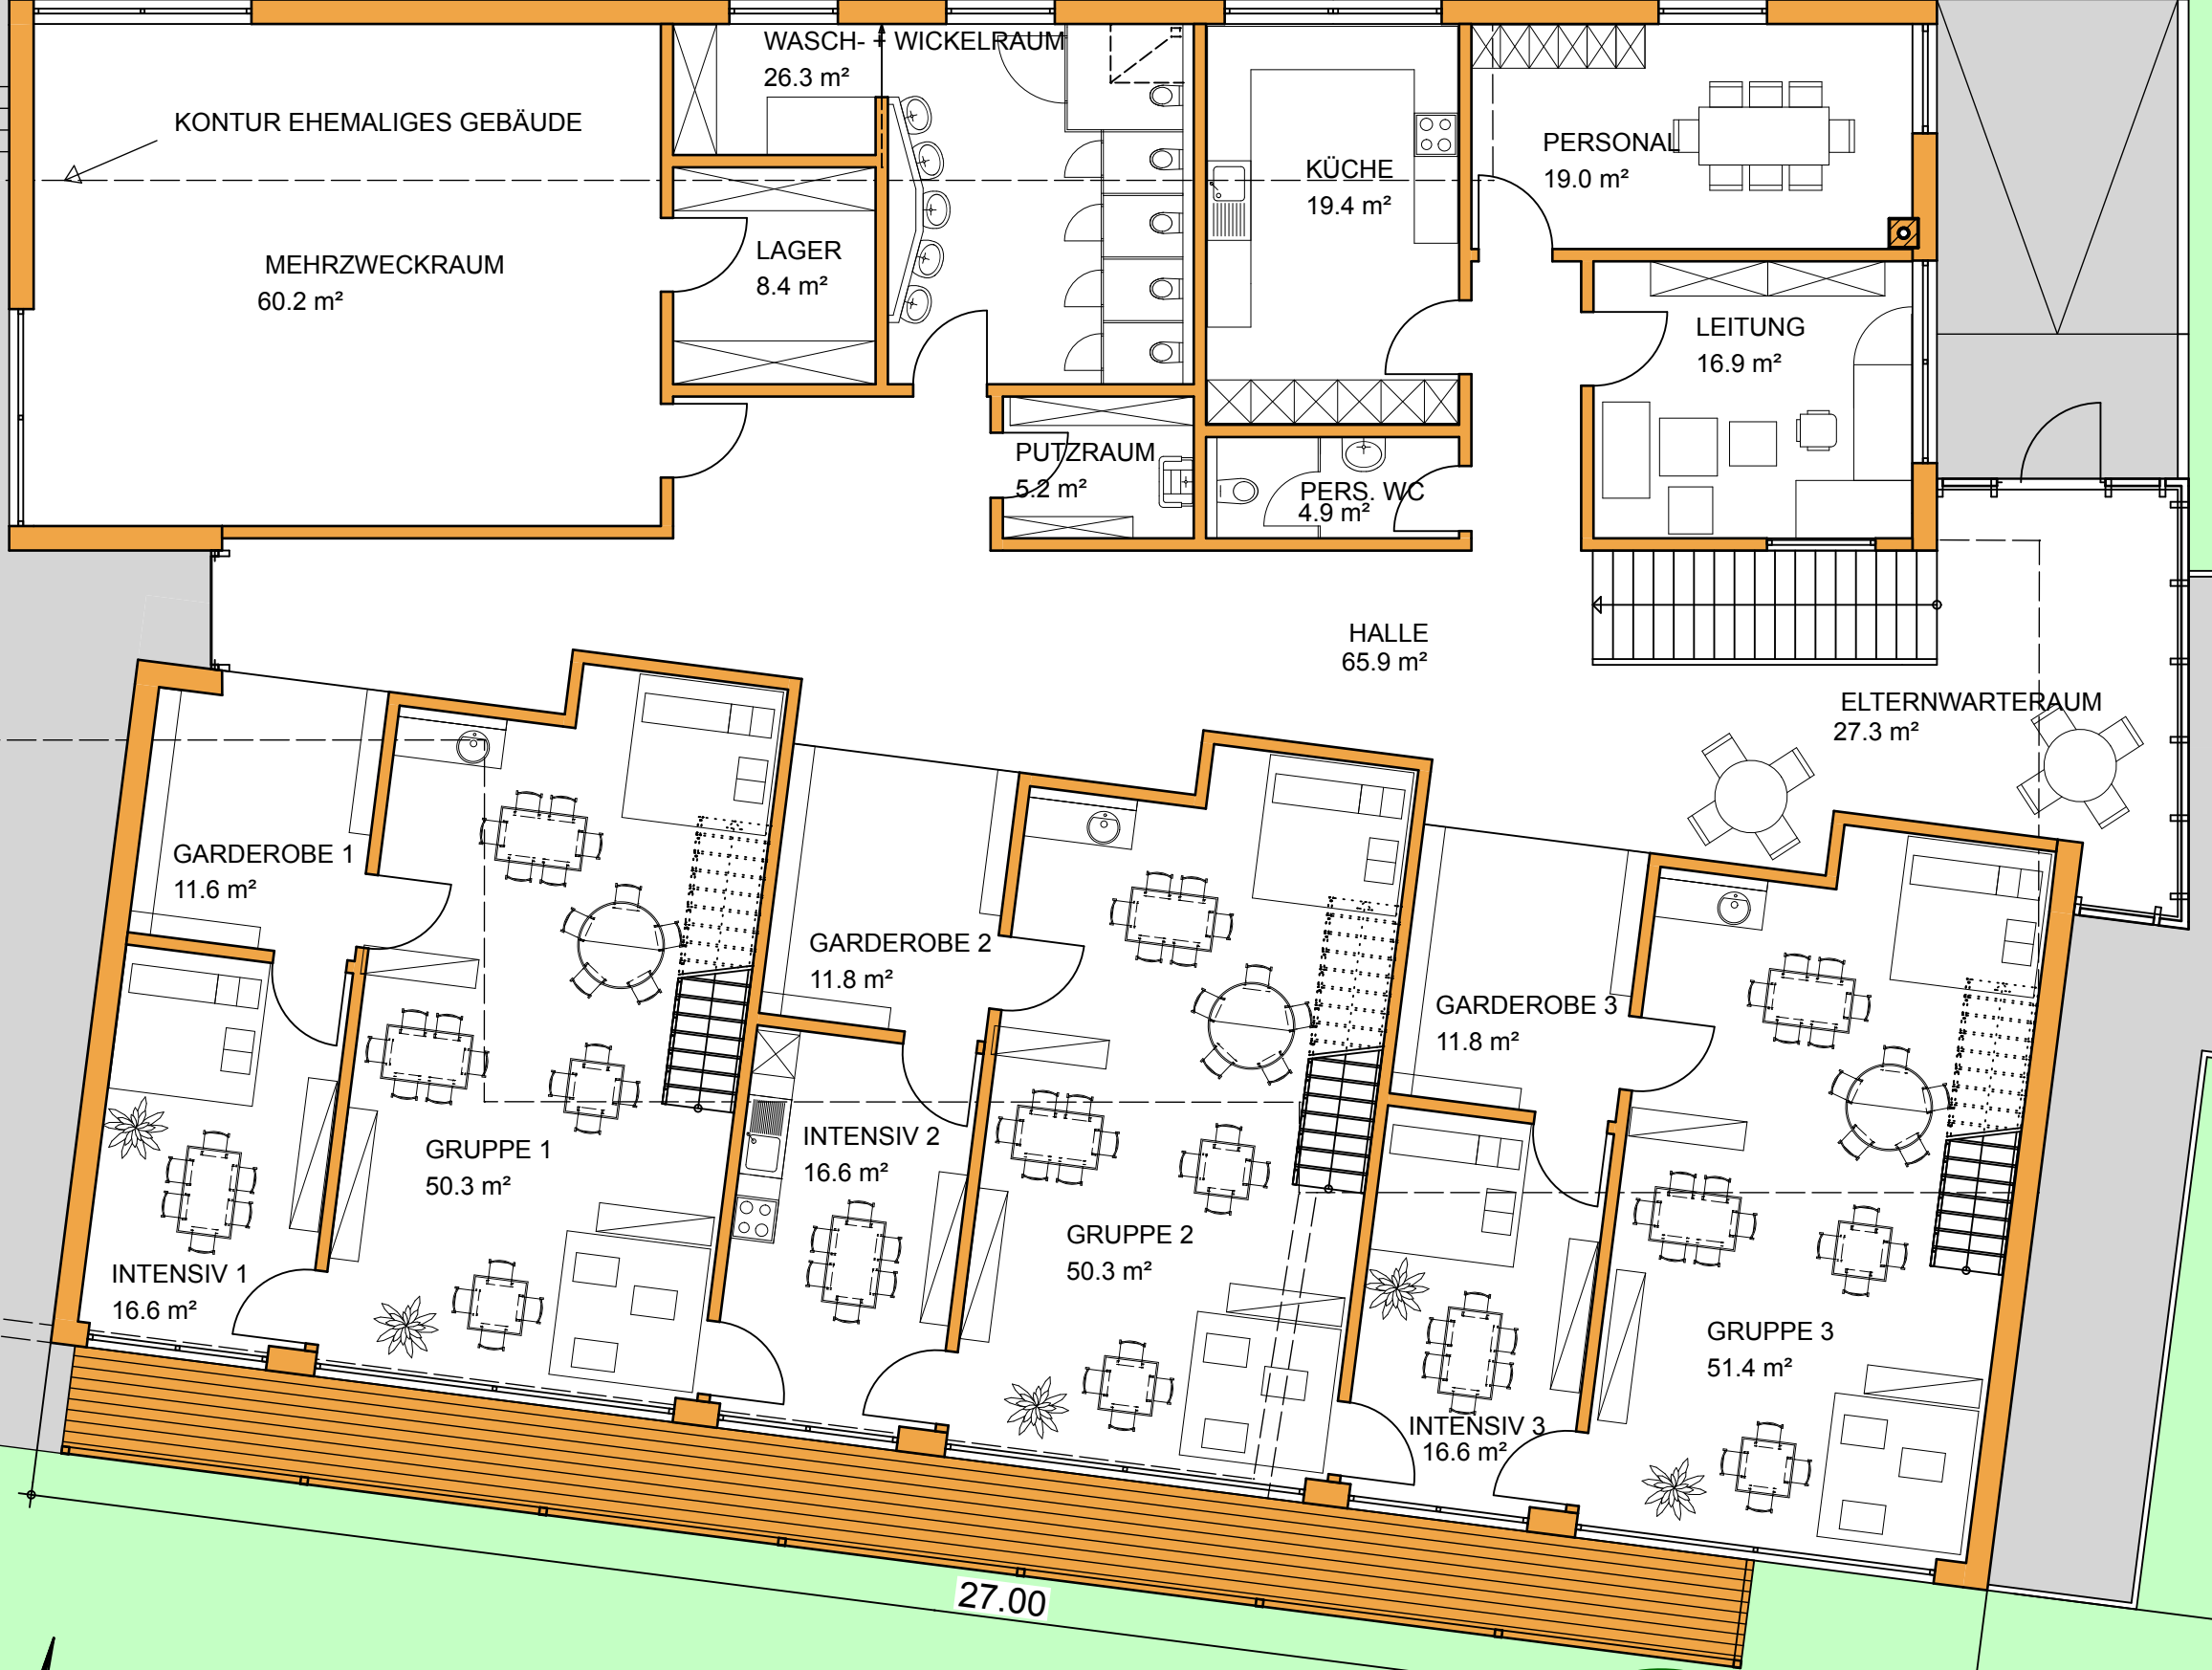 WASCH- + WICKELRAUM
26.3 m²
KONTUR EHEMALIGES GEBÄUDE
MEHRZWECKRAUM
60.2 m²
LAGER
8.4 m²
KÜCHE
19.4 m²
PERSONAL
19.0 m²
LEITUNG
16.9 m²
PUTZRAUM
5.2 m²
PERS. WC
4.9 m²
HALLE
65.9 m²
ELTERNWARTERAUM
27.3 m²
GARDEROBE 1
11.6 m²
GARDEROBE 2
11.8 m²
GARDEROBE 3
11.8 m²
INTENSIV 1
16.6 m²
GRUPPE 1
50.3 m²
INTENSIV 2
16.6 m²
GRUPPE 2
50.3 m²
INTENSIV 3
16.6 m²
GRUPPE 3
51.4 m²
27.00